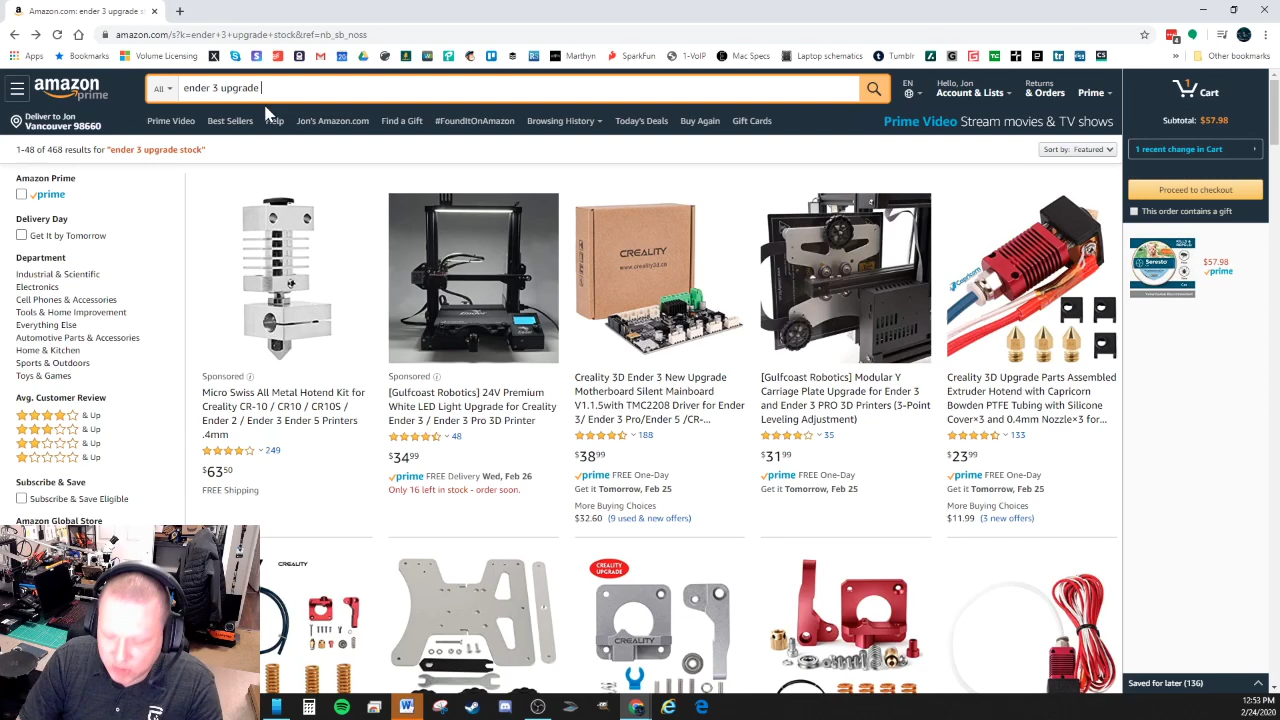 Amazon.com: ender 3 upgrade s
amazon.com/s?k=ender+3+upgrade+stock&ref=nb_sb_noss
Apps
Bookmarks
Volume Licensing
Marthyn
SparkFun
1-VoIP
Mac Specs
Laptop schematics
Tumblr
Other bookmarks
amazon
prime
All
ender 3 upgrade
EN
Hello, Jon
Account & Lists
Returns
& Orders
Prime
1
Cart
Deliver to Jon
Vancouver 98660
Prime Video
Best Sellers
Help
Jon's Amazon.com
Find a Gift
#FoundItOnAmazon
Browsing History
Today's Deals
Buy Again
Gift Cards
Prime Video Stream movies & TV shows
Subtotal: $57.98
1 recent change in Cart
Proceed to checkout
This order contains a gift
$57.98
prime
Seresto
Cat
1-48 of 468 results for "ender 3 upgrade stock"
Sort by: Featured
Amazon Prime
prime
Delivery Day
Get It by Tomorrow
Department
Industrial & Scientific
Electronics
Cell Phones & Accessories
Tools & Home Improvement
Everything Else
Automotive Parts & Accessories
Home & Kitchen
Sports & Outdoors
Toys & Games
Avg. Customer Review
& Up
& Up
& Up
& Up
Subscribe & Save
Subscribe & Save Eligible
Amazon Global Store
Sponsored
Micro Swiss All Metal Hotend Kit for
Creality CR-10 / CR10 / CR10S /
Ender 2 / Ender 3 Ender 5 Printers
.4mm
249
$63.50
FREE Shipping
Sponsored
[Gulfcoast Robotics] 24V Premium
White LED Light Upgrade for Creality
Ender 3 / Ender 3 Pro 3D Printer
48
$34.99
prime FREE Delivery Wed, Feb 26
Only 16 left in stock - order soon.
CREALITY
www.creality3d.cn
Creality 3D Ender 3 New Upgrade
Motherboard Silent Mainboard
V1.1.5with TMC2208 Driver for Ender
3/ Ender 3 Pro/Ender 5 /CR-...
188
$38.99
prime FREE One-Day
Get it Tomorrow, Feb 25
More Buying Choices
$32.60 (9 used & new offers)
[Gulfcoast Robotics] Modular Y
Carriage Plate Upgrade for Ender 3
and Ender 3 PRO 3D Printers (3-Point
Leveling Adjustment)
35
$31.99
prime FREE One-Day
Get it Tomorrow, Feb 25
Creality 3D Upgrade Parts Assembled
Extruder Hotend with Capricorn
Bowden PTFE Tubing with Silicone
Cover×3 and 0.4mm Nozzle×3 for...
133
$23.99
prime FREE One-Day
Get it Tomorrow, Feb 25
More Buying Choices
$11.99 (3 new offers)
CREALITY
CREALITY
UPGRADE
CREALITY
Saved for later (136)
12:53 PM
2/24/2020